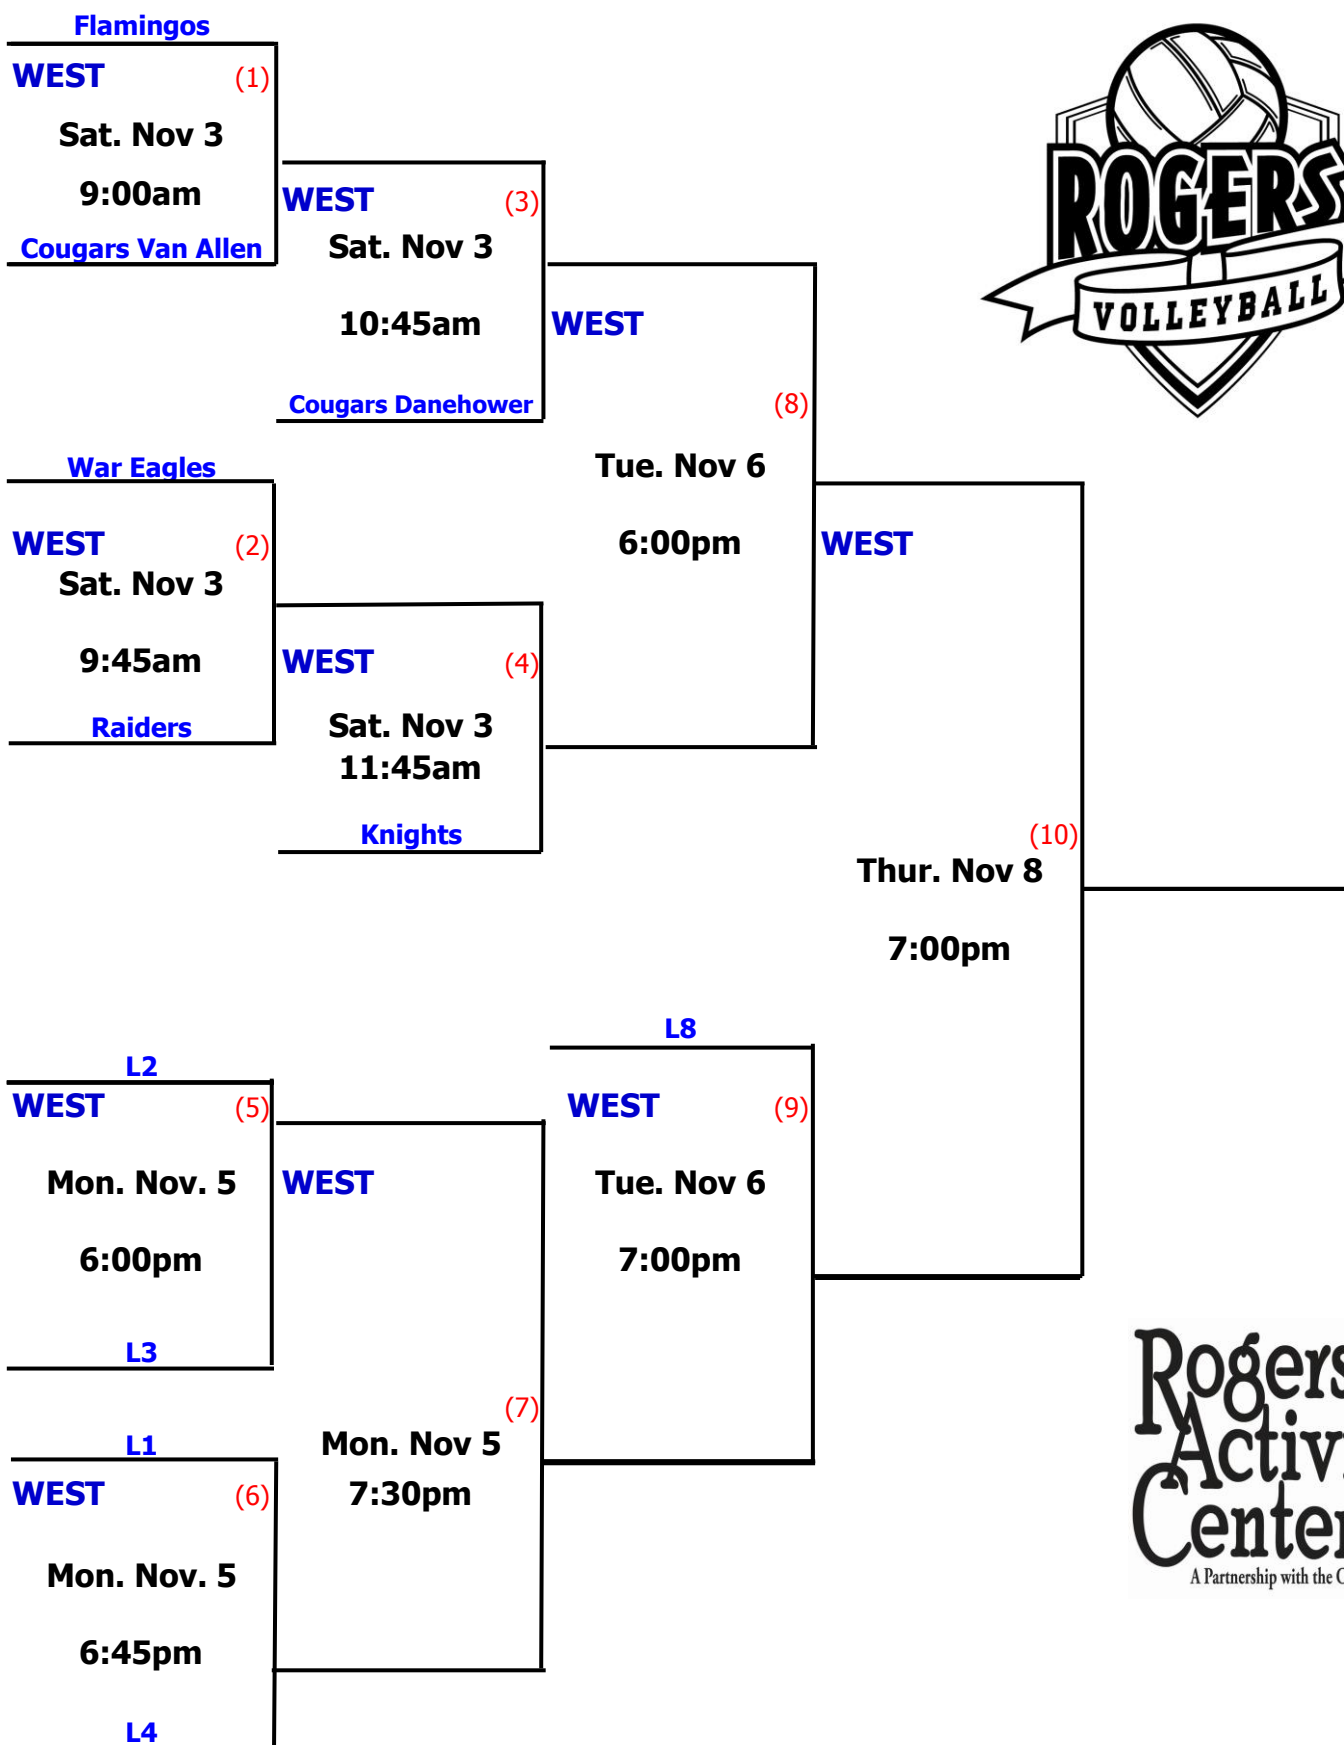 Flamingos
WEST (1)
Sat. Nov 3
9:00am
Cougars Van Allen
WEST (3)
Sat. Nov 3
10:45am
Cougars Danehower
WEST
(8)
Tue. Nov 6
6:00pm
War Eagles
WEST (2)
Sat. Nov 3
9:45am
Raiders
WEST (4)
Sat. Nov 3
11:45am
Knights
WEST
(10)
Thur. Nov 8
7:00pm
L2
WEST (5)
Mon. Nov. 5
6:00pm
L3
WEST
(7)
Mon. Nov 5
7:30pm
L8
WEST (9)
Tue. Nov 6
7:00pm
L1
WEST (6)
Mon. Nov. 5
6:45pm
L4
ROGERS
VOLLEYBALL
Rogers
Activi
Center
A Partnership with the